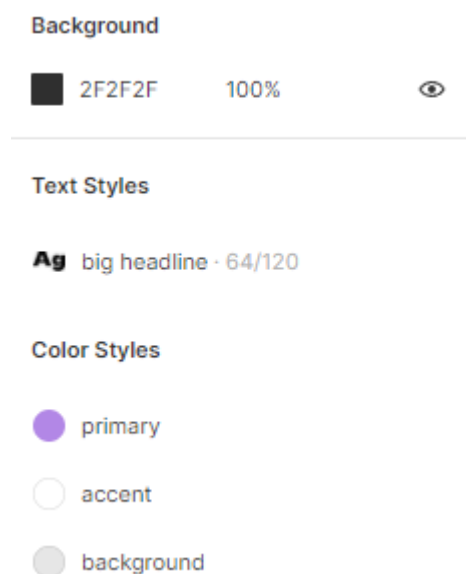 Background
2F2F2F 100%
Text Styles
Ag big headline · 64/120
Color Styles
primary
accent
background